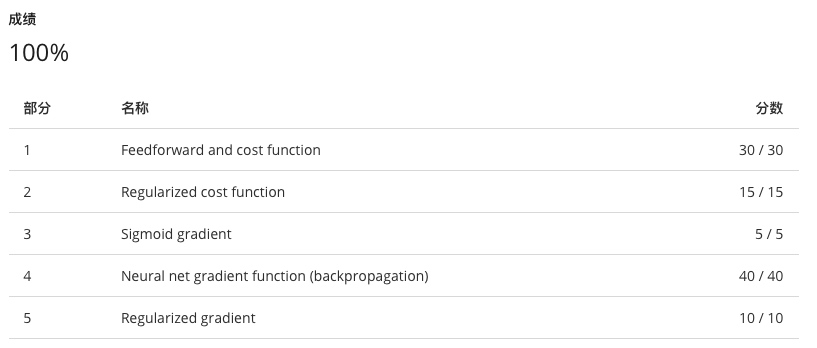 成绩
100%
部分 名称 分数
1 Feedforward and cost function 30 / 30
2 Regularized cost function 15 / 15
3 Sigmoid gradient 5 / 5
4 Neural net gradient function (backpropagation) 40 / 40
5 Regularized gradient 10 / 10